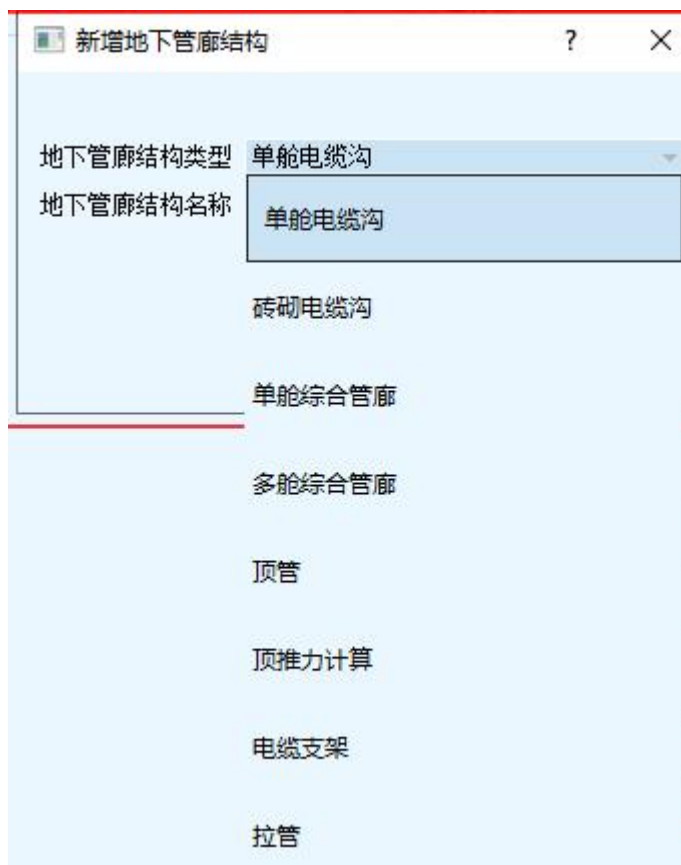 新增地下管廊结构
?
地下管廊结构类型 单舱电缆沟
地下管廊结构名称
单舱电缆沟
砖砌电缆沟
单舱综合管廊
多舱综合管廊
顶管
顶推力计算
电缆支架
拉管